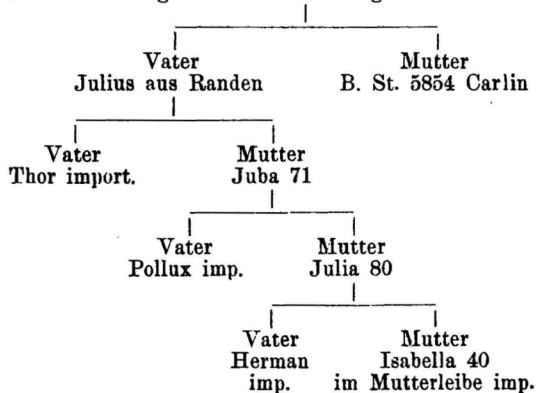 Vater Mutter
Julius aus Randen B. St. 5854 Carlin
Vater Mutter
Thor import. Juba 71
Vater Mutter
Pollux imp. Julia 80
Vater Mutter
Herman Isabella 40
imp. im Mutterleibe imp.